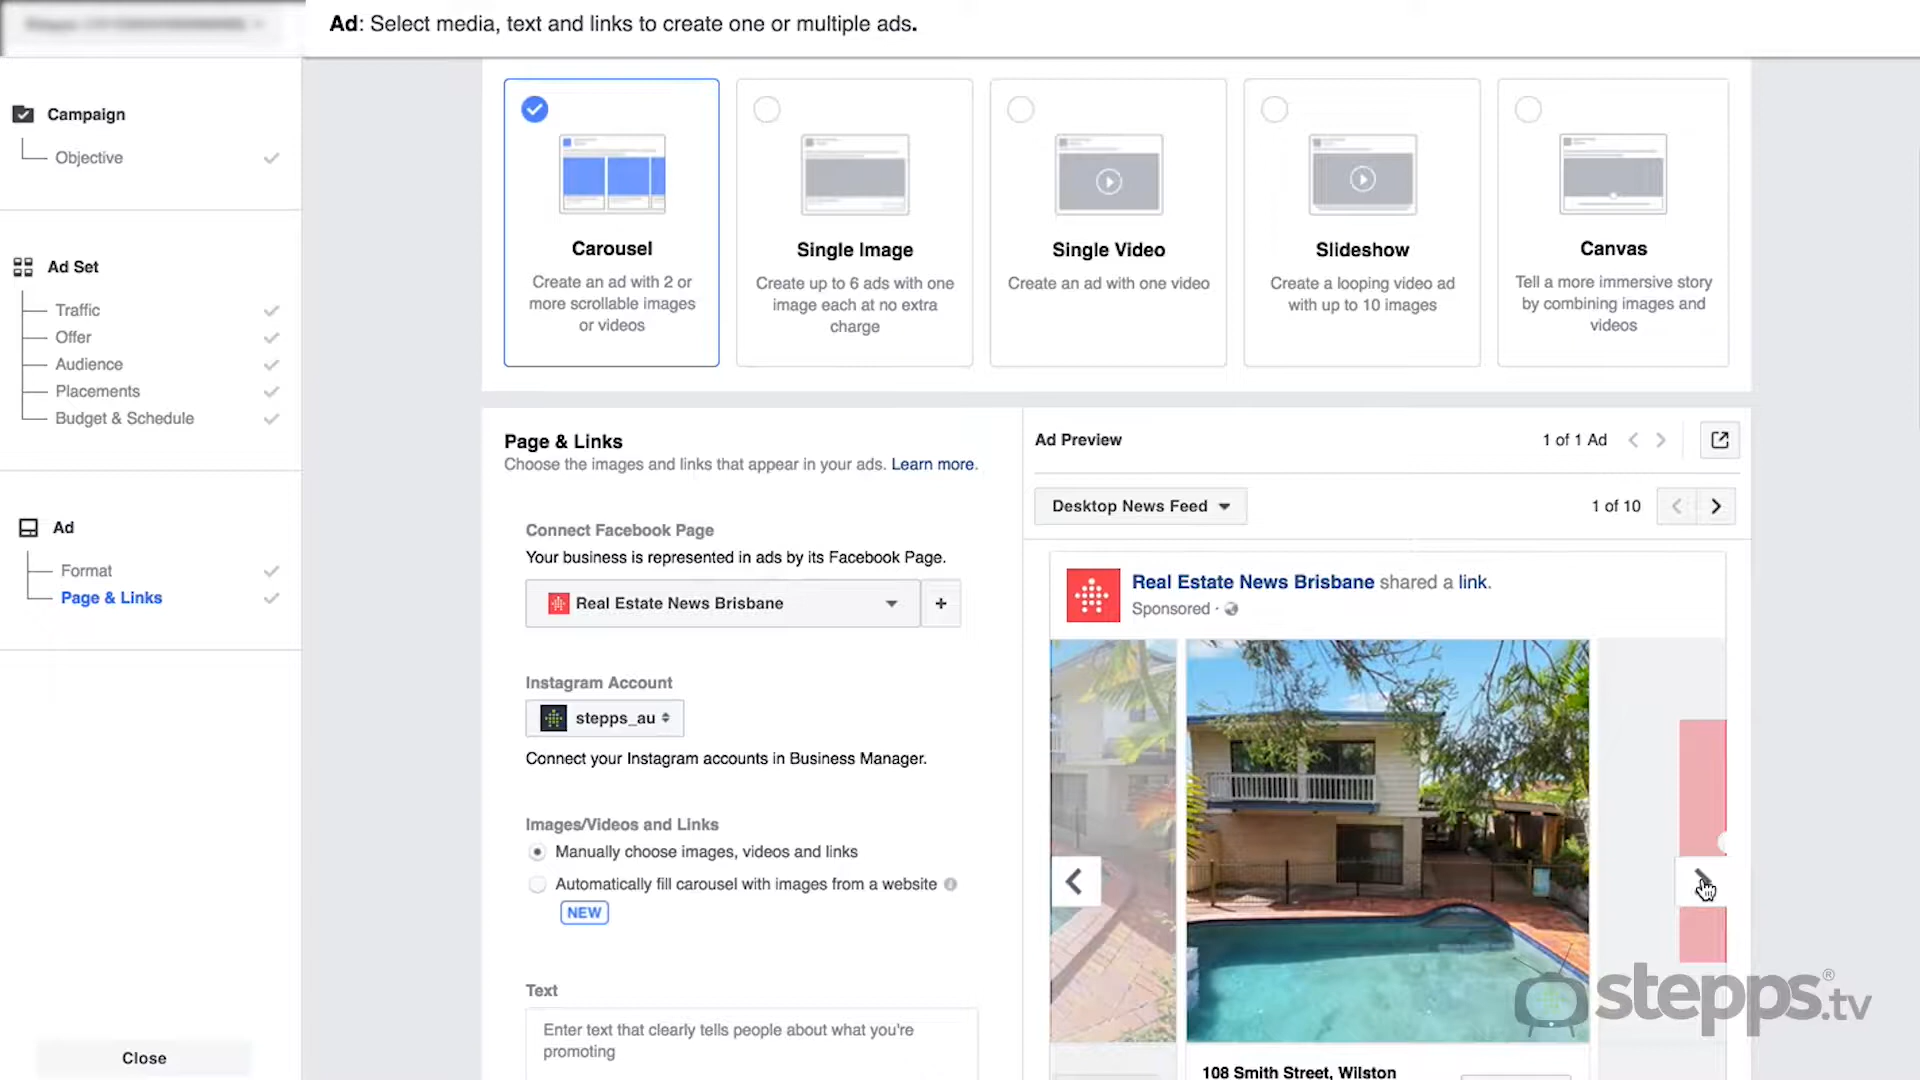 Ad: Select media, text and links to create one or multiple ads.
Campaign
Objective
Ad Set
Traffic
Offer
Audience
Placements
Budget & Schedule
Ad
Format
Page & Links
Close
Carousel
Create an ad with 2 or
more scrollable images
or videos
Single Image
Create up to 6 ads with one
image each at no extra
charge
Single Video
Create an ad with one video
Slideshow
Create a looping video ad
with up to 10 images
Canvas
Tell a more immersive story
by combining images and
videos
Page & Links
Choose the images and links that appear in your ads. Learn more.
Connect Facebook Page
Your business is represented in ads by its Facebook Page.
Real Estate News Brisbane
+
Instagram Account
stepps_au
Connect your Instagram accounts in Business Manager.
Images/Videos and Links
Manually choose images, videos and links
Automatically fill carousel with images from a website
NEW
Text
Enter text that clearly tells people about what you're
promoting
Ad Preview
1 of 1 Ad
Desktop News Feed
1 of 10
Real Estate News Brisbane shared a link.
Sponsored ·
108 Smith Street, Wilston
stepps®.tv